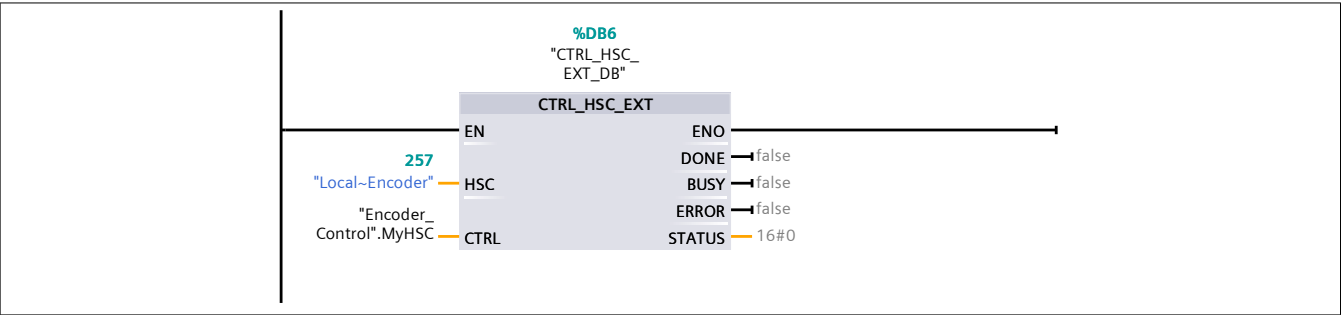 %DB6
"CTRL_HSC_
EXT_DB"
CTRL_HSC_EXT
EN
ENO
DONE
false
257
"Local~Encoder"
HSC
BUSY
false
ERROR
false
"Encoder_
Control".MyHSC
CTRL
STATUS
16#0